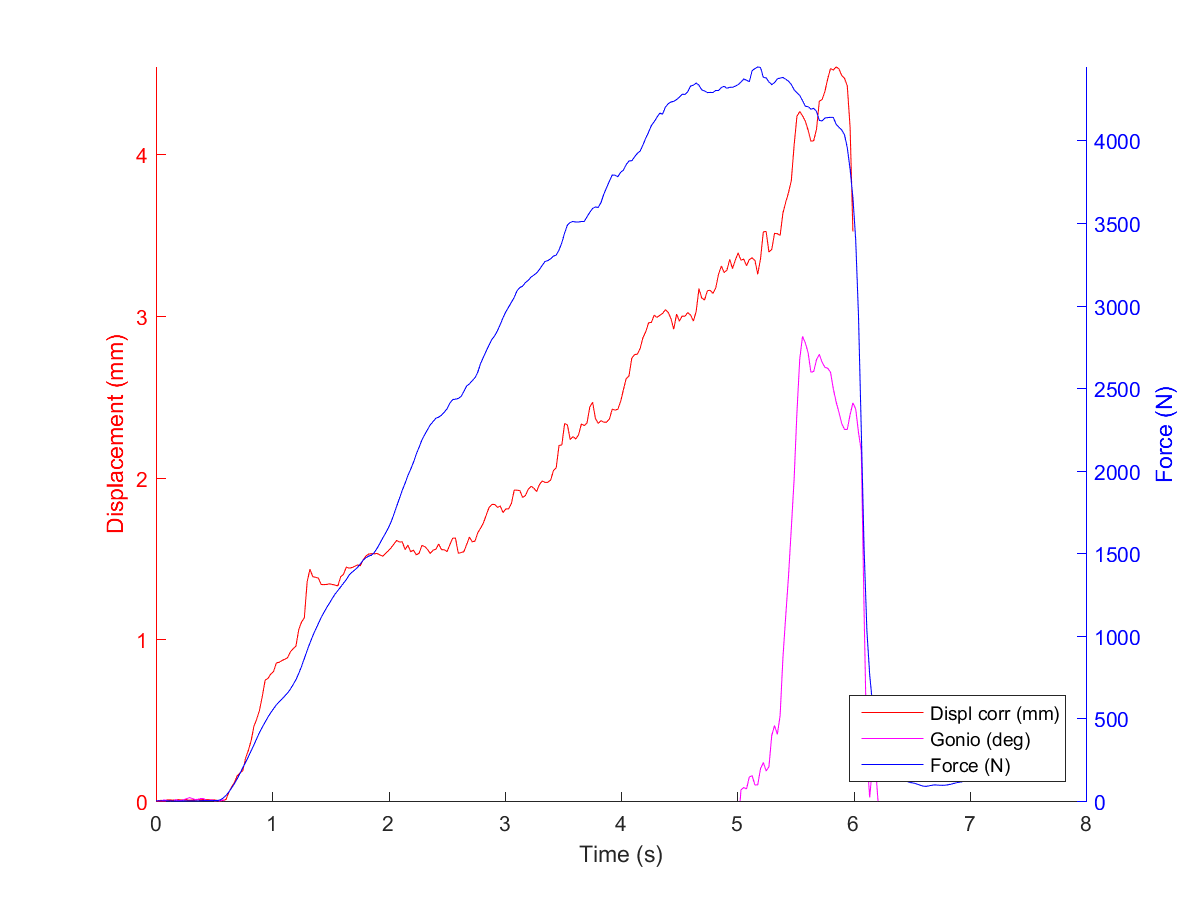 Displacement (mm)
4
3
2
1
0
4000
3500
3000
2500
2000
1500
1000
500
0
Force (N)
Displ corr (mm)
Gonio (deg)
Force (N)
0 1 2 3 4 5 6 7 8
Time (s)